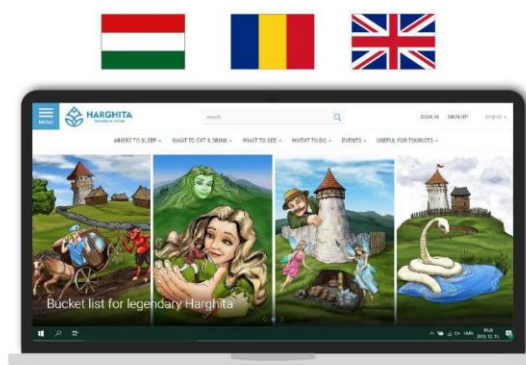 MENU
HARGHITA
search
SIGN IN SIGN UP English
WHERE TO SLEEP WHAT TO EAT & DRINK WHAT TO SEE WHAT TO DO EVENTS USEFUL FOR TOURISTS
Bucket list for legendary Harghita